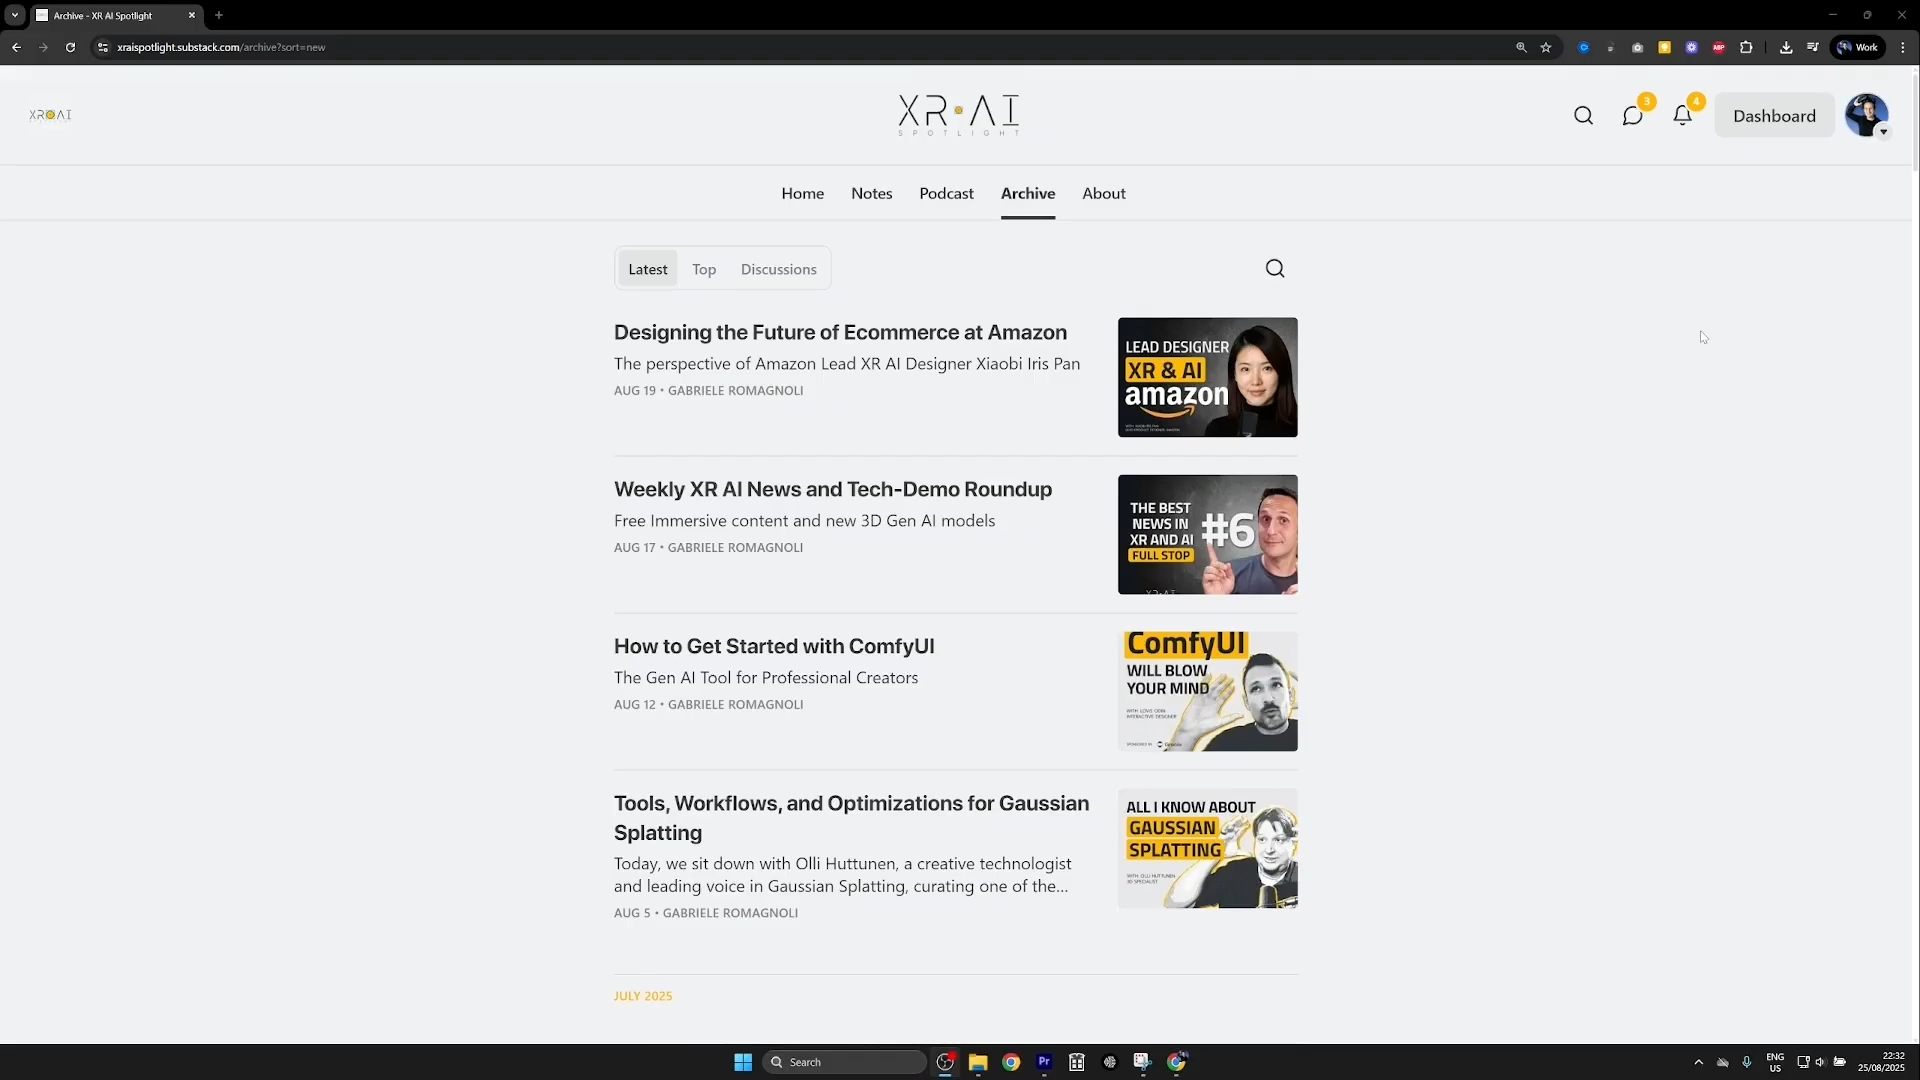 Archive - XR AI Spotlight
xraispotlight.substack.com/archive?sort=new
ABP
Work
XR AI
XR AI
SPOTLIGHT
3
4
Dashboard
Home
Notes
Podcast
Archive
About
Latest
Top
Discussions
Designing the Future of Ecommerce at Amazon
The perspective of Amazon Lead XR AI Designer Xiaobi Iris Pan
AUG 19 • GABRIELE ROMAGNOLI
LEAD DESIGNER
XR & AI
amazon
Weekly XR AI News and Tech-Demo Roundup
Free Immersive content and new 3D Gen AI models
AUG 17 • GABRIELE ROMAGNOLI
THE BEST
NEWS IN
XR AND AI
FULL STOP
#6
How to Get Started with ComfyUI
The Gen AI Tool for Professional Creators
AUG 12 • GABRIELE ROMAGNOLI
ComfyUI
WILL BLOW
YOUR MIND
Tools, Workflows, and Optimizations for Gaussian
Splatting
Today, we sit down with Olli Huttunen, a creative technologist
and leading voice in Gaussian Splatting, curating one of the...
AUG 5 • GABRIELE ROMAGNOLI
ALL I KNOW ABOUT
GAUSSIAN
SPLATTING
WITH OLLI HUTTUNEN
3D SPECIALIST
JULY 2025
Search
Pr
ENG
US
22:32
25/08/2025